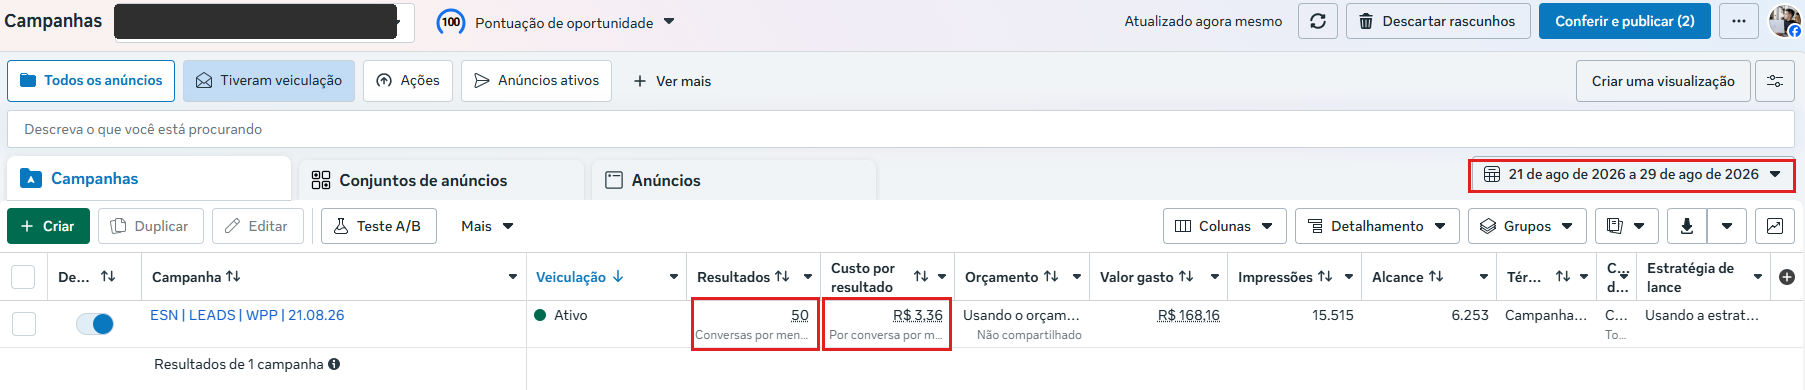 Campanhas
100 Pontuação de oportunidade
Atualizado agora mesmo
Descartar rascunhos
Conferir e publicar (2)
Todos os anúncios
Tiveram veiculação
Ações
Anúncios ativos
+ Ver mais
Criar uma visualização
Descreva o que você está procurando
Campanhas
Conjuntos de anúncios
Anúncios
21 de ago de 2026 a 29 de ago de 2026
+ Criar
Duplicar
Editar
Teste A/B
Mais
Colunas
Detalhamento
Grupos
De...
Campanha
Veiculação
Resultados
Custo por
resultado
Orçamento
Valor gasto
Impressões
Alcance
Tér...
C...
d...
Estratégia de
lance
ESN | LEADS | WPP | 21.08.26
Ativo
50
Conversas por men...
R$ 3,36
Por conversa por m...
Usando o orçam...
Não compartilhado
R$ 168,16
15.515
6.253
Campanha...
C...
To...
Usando a estrat...
Resultados de 1 campanha